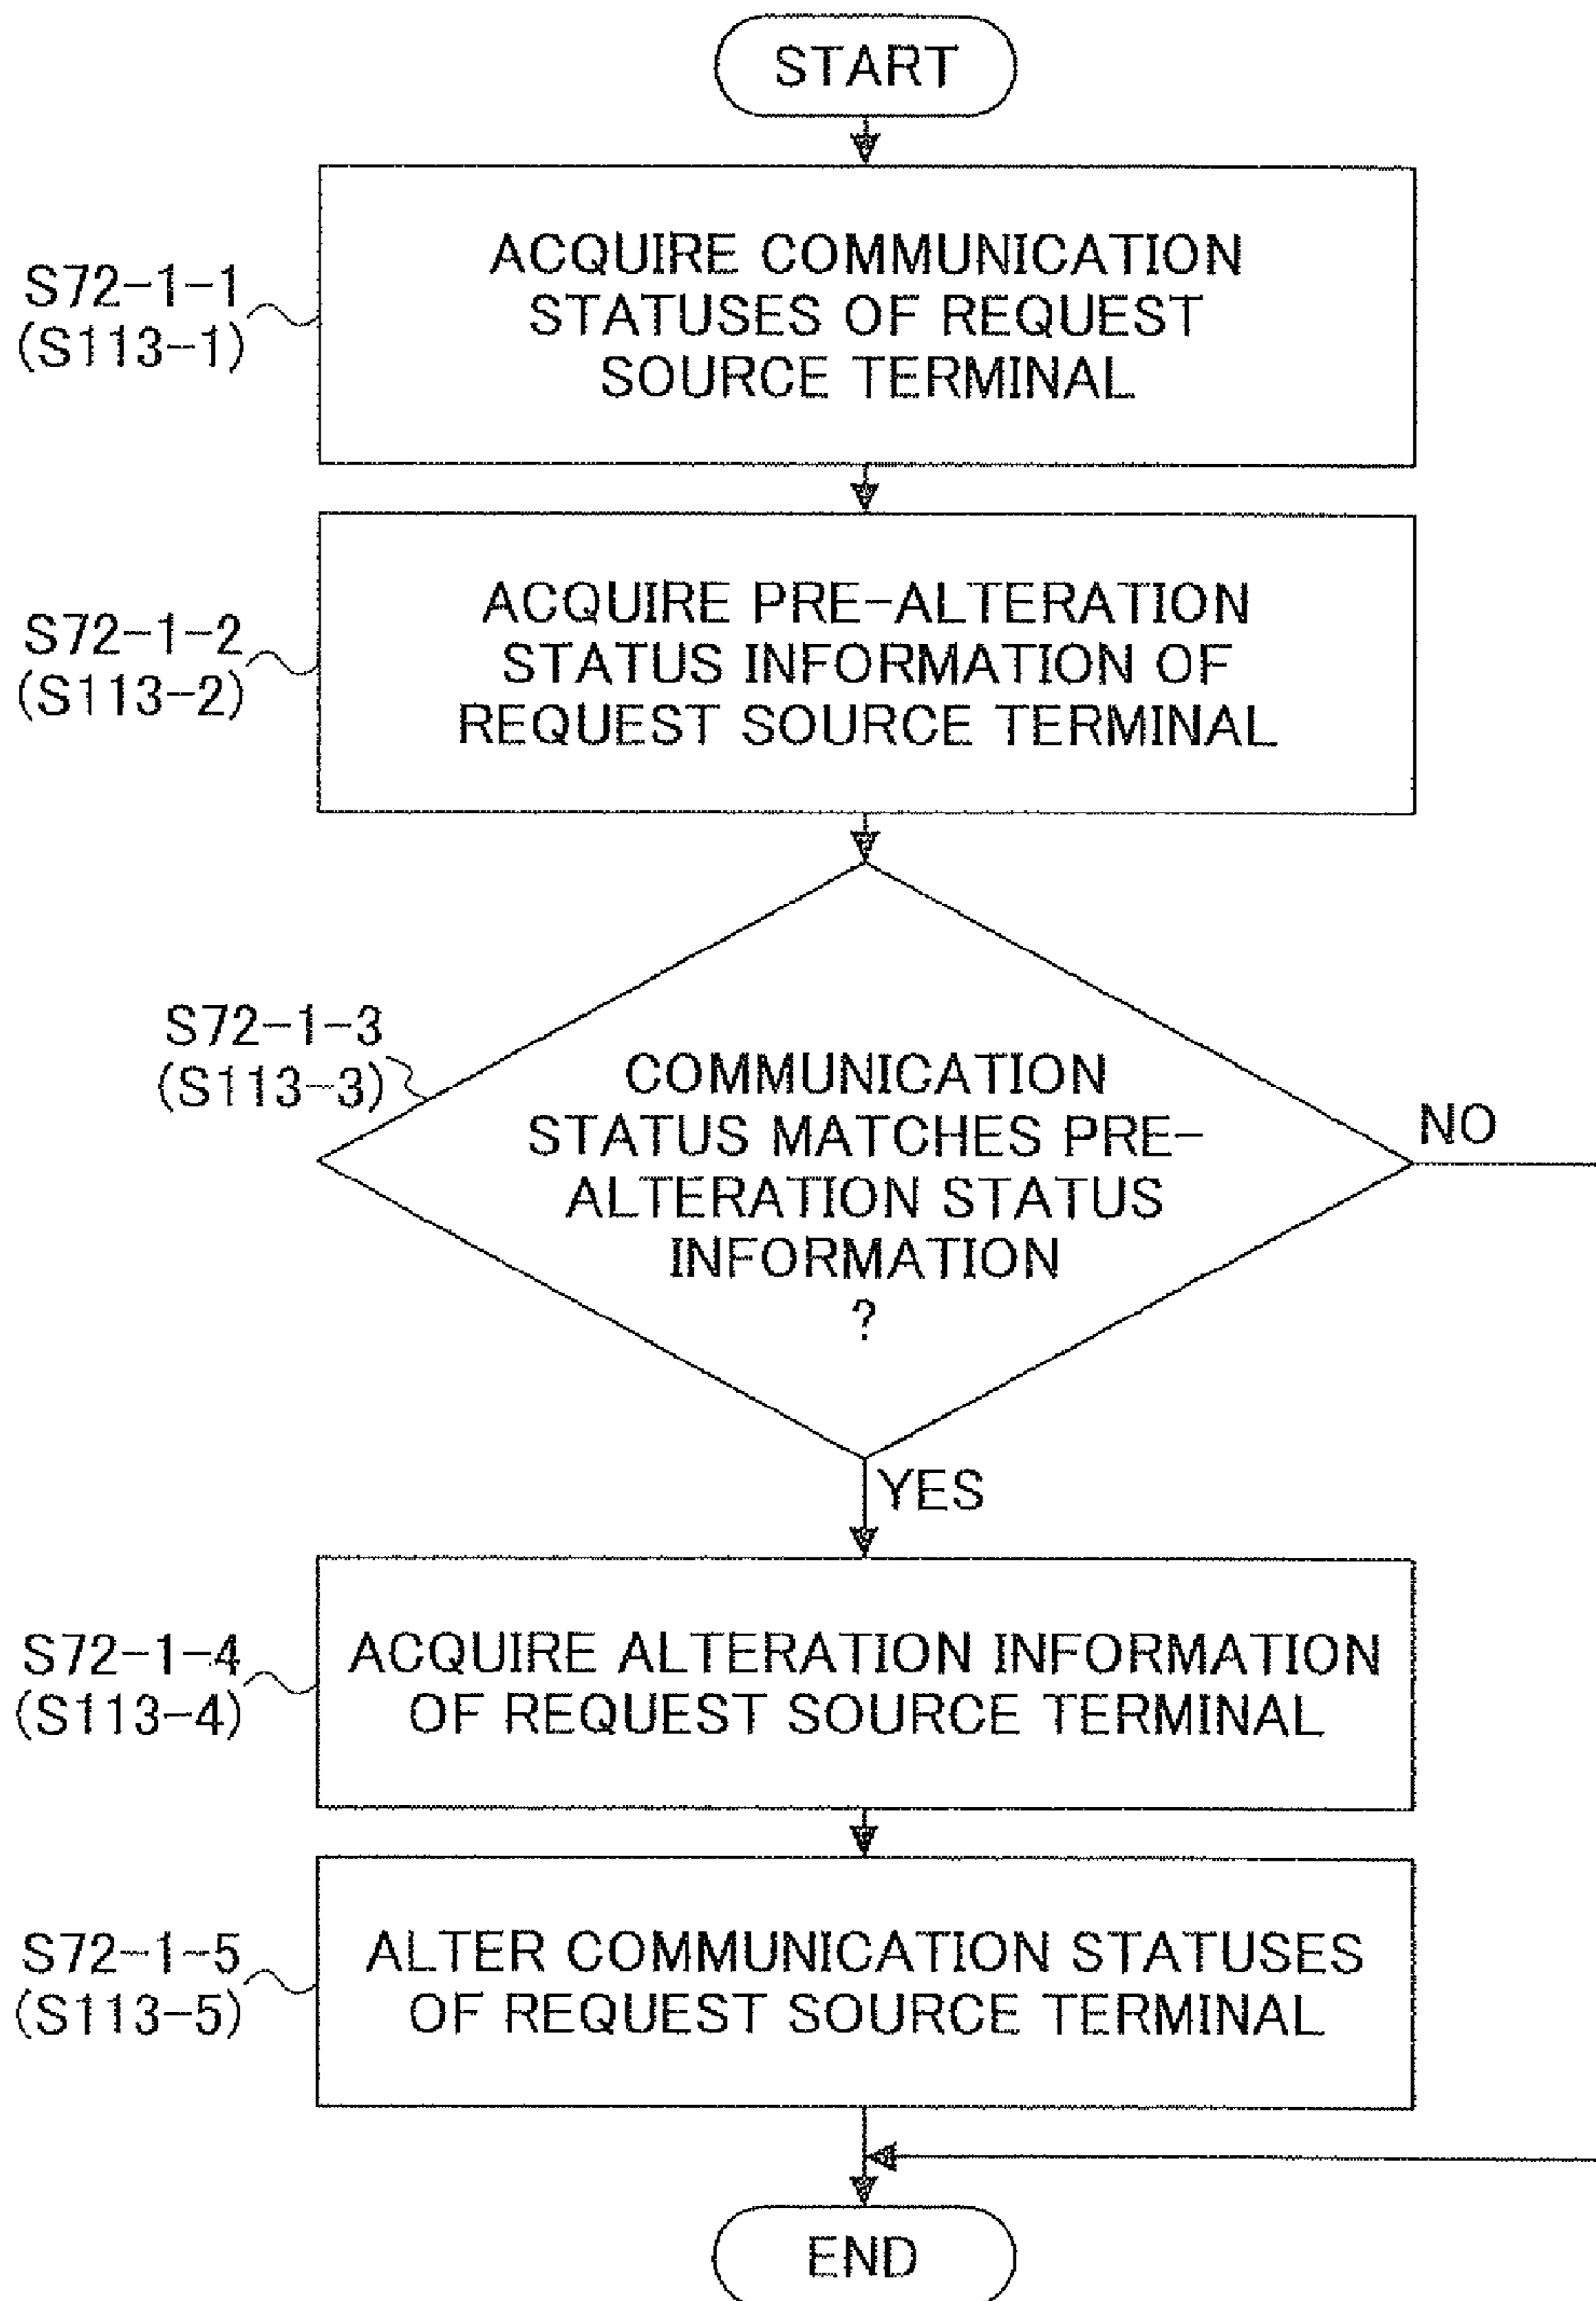 START
S72-1-1
(S113-1)
ACQUIRE COMMUNICATION
STATUSES OF REQUEST
SOURCE TERMINAL
S72-1-2
(S113-2)
ACQUIRE PRE-ALTERATION
STATUS INFORMATION OF
REQUEST SOURCE TERMINAL
S72-1-3
(S113-3)
COMMUNICATION
STATUS MATCHES PRE-
ALTERATION STATUS
INFORMATION
?
NO
YES
S72-1-4
(S113-4)
ACQUIRE ALTERATION INFORMATION
OF REQUEST SOURCE TERMINAL
S72-1-5
(S113-5)
ALTER COMMUNICATION STATUSES
OF REQUEST SOURCE TERMINAL
END